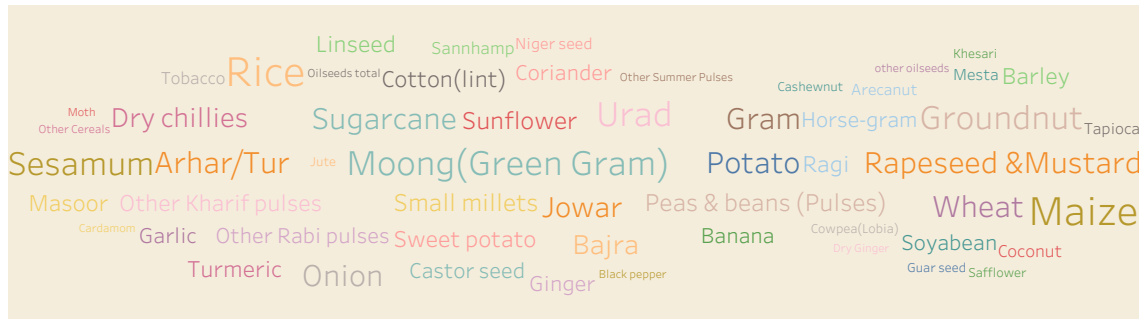 Linseed Sannhamp Niger seed Khesari
Tobacco Rice Oilseeds total Cotton(lint) Coriander Other Summer Pulses Cashewnut other oilseeds Arecanut Mesta Barley
Moth
Other Cereals Dry chillies Sugarcane Sunflower Urad Gram Horse-gram Groundnut Tapioca
Sesamum Arhar/Tur Jute Moong(Green Gram) Potato Ragi Rapeseed &Mustard
Masoor Other Kharif pulses Small millets Jowar Peas & beans (Pulses) Wheat Maize
Cardamom Garlic Other Rabi pulses Sweet potato Bajra Banana Cowpea(Lobia) Dry Ginger Soyabean Coconut
Turmeric Onion Castor seed Ginger Black pepper Guar seed Safflower